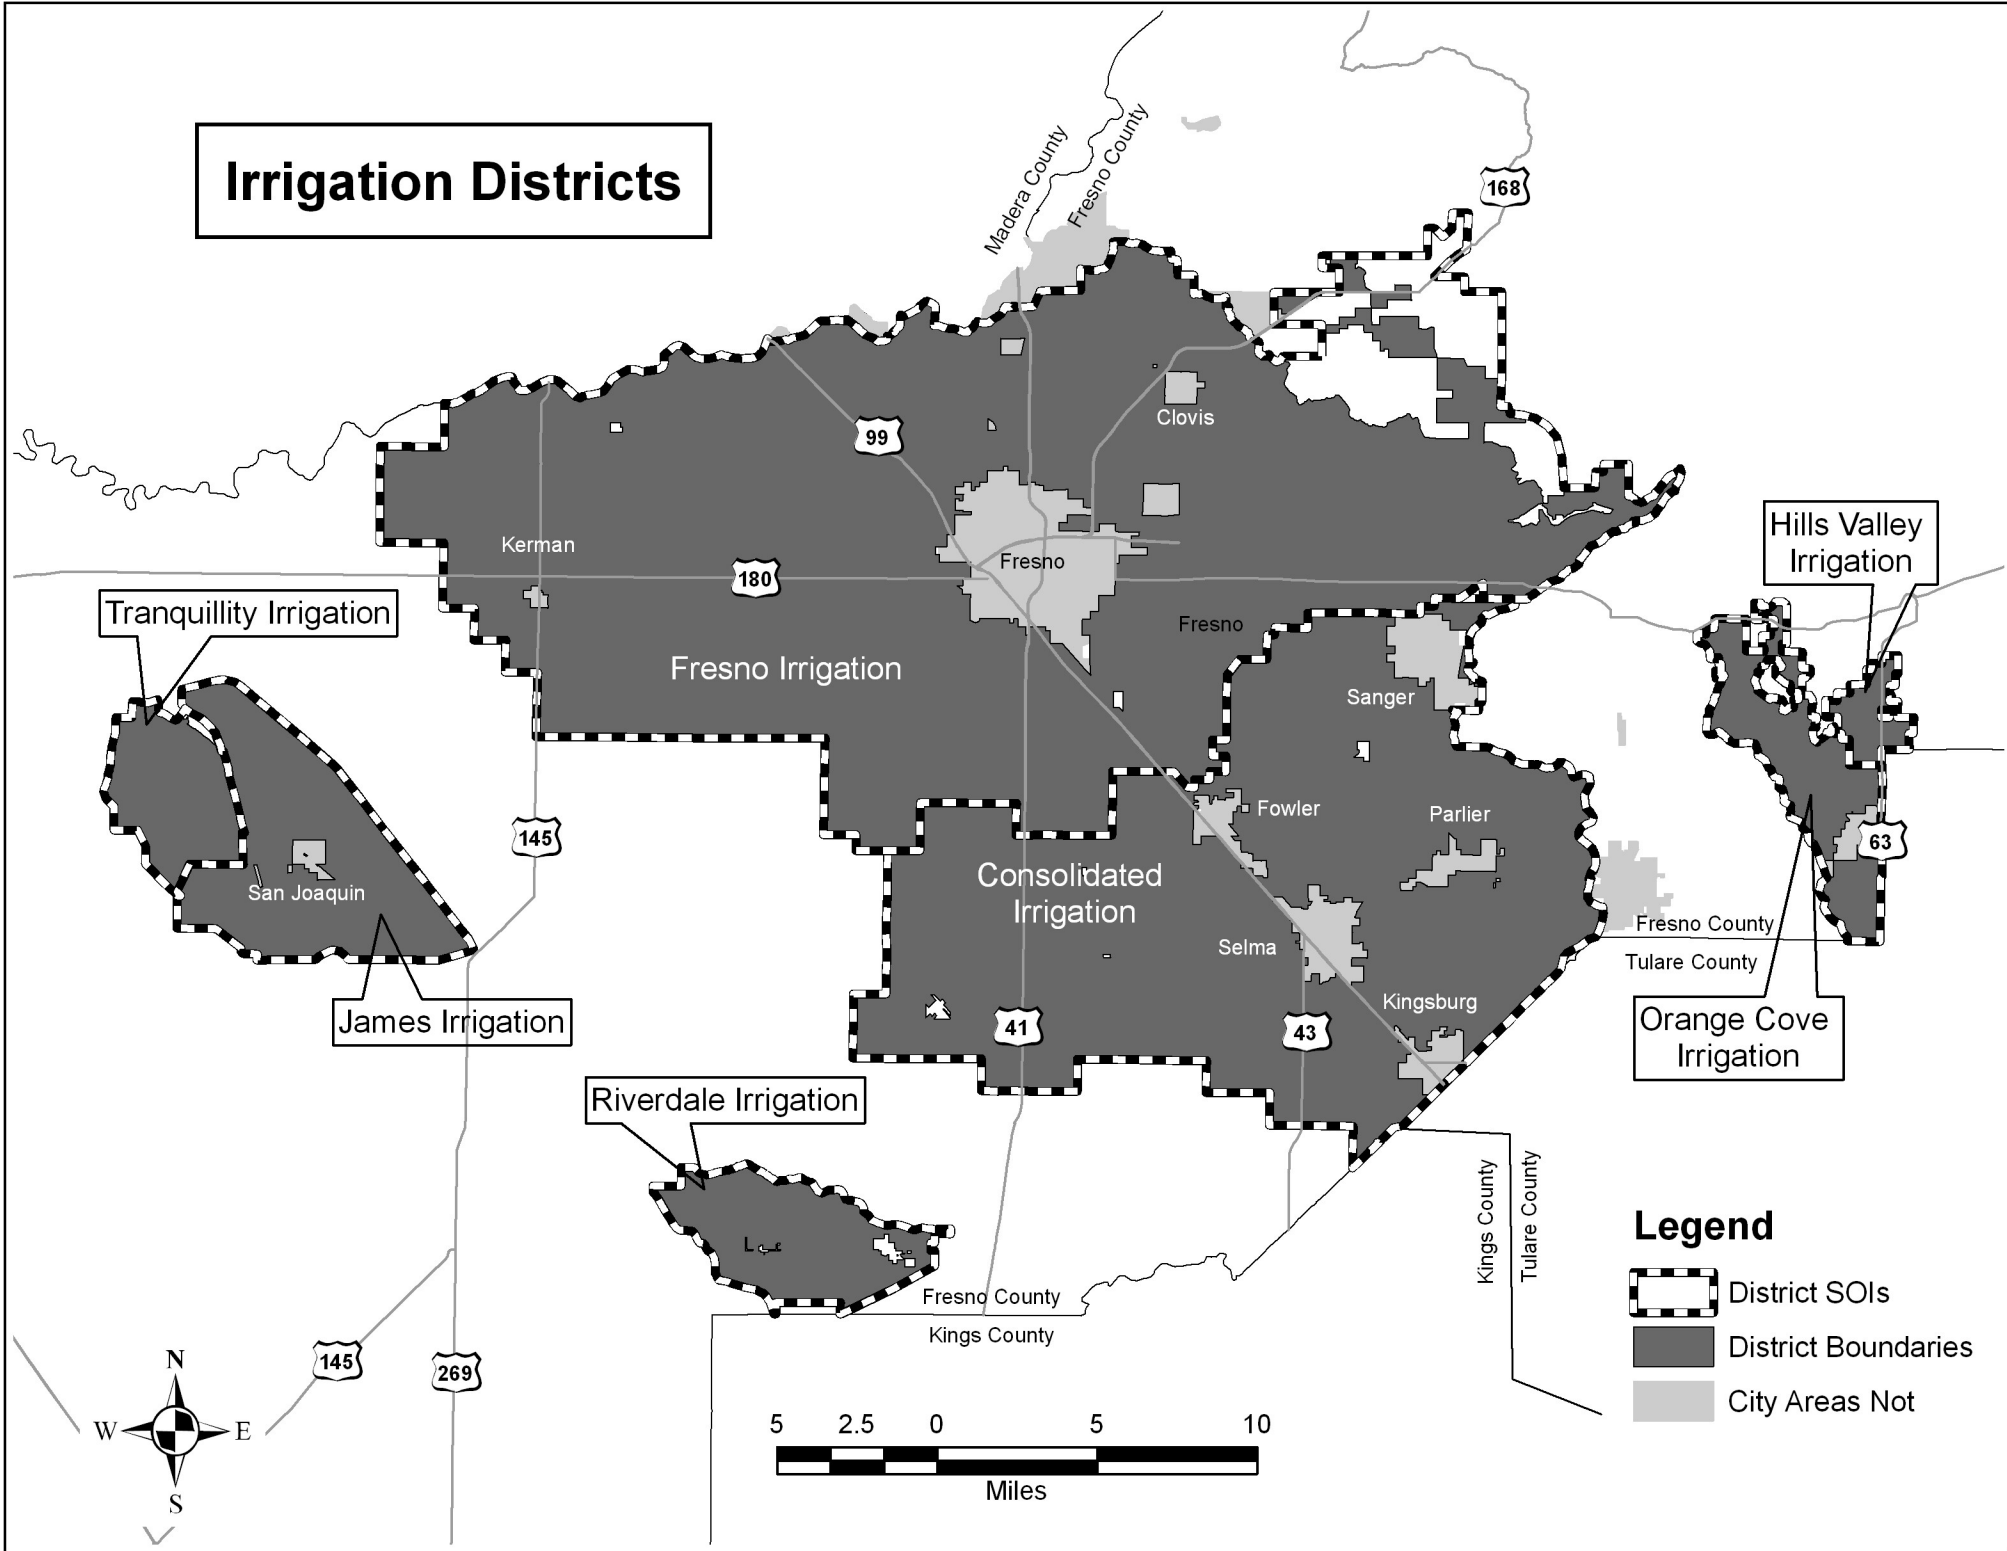 Irrigation Districts
Madera County
Fresno County
168
99
Clovis
Kerman
180
Fresno
Fresno
Fresno Irrigation
Sanger
Hills Valley
Irrigation
Tranquillity Irrigation
145
San Joaquin
James Irrigation
Fowler
Parlier
Consolidated
Irrigation
Selma
Kingsburg
41
43
63
Fresno County
Tulare County
Orange Cove
Irrigation
Riverdale Irrigation
L
Fresno County
Kings County
Kings County
Tulare County
145
269
N
W
E
S
5
2.5
0
5
10
Miles
Legend
District SOIs
District Boundaries
City Areas Not